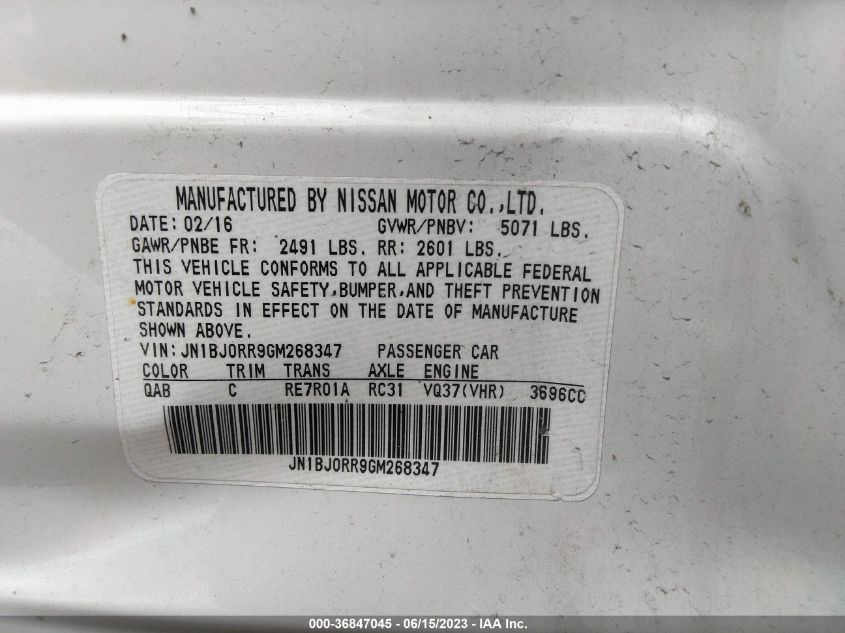 MANUFACTURED BY NISSAN MOTOR CO.,LTD.
DATE: 02/16 GVWR/PNBV: 5071 LBS.
GAWR/PNBE FR: 2491 LBS. RR: 2601 LBS.
THIS VEHICLE CONFORMS TO ALL APPLICABLE FEDERAL
MOTOR VEHICLE SAFETY,BUMPER,AND THEFT PREVENTION
STANDARDS IN EFFECT ON THE DATE OF MANUFACTURE
SHOWN ABOVE.
VIN:JN1BJ0RR9GM268347 PASSENGER CAR
COLOR TRIM TRANS AXLE ENGINE
QAB C RE7R01A RC31 VQ37(VHR) 3696CC
JN1BJ0RR9GM268347
000-36847045 - 06/15/2023 - IAA Inc.